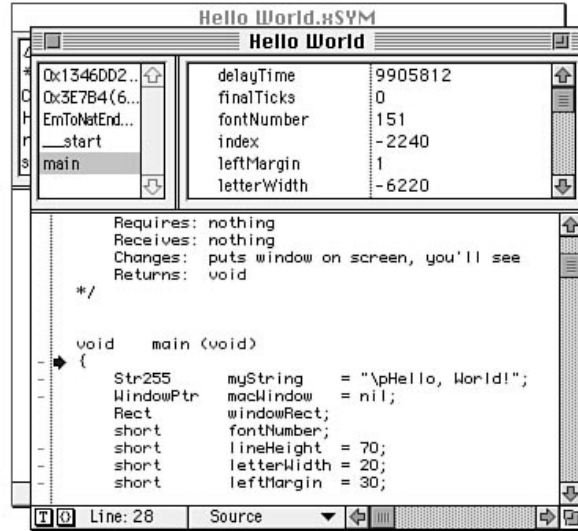 Hello World.xSYM
Hello World
0x1346DD2...
0x3E7B4(6...
EmToNatEnd...
__start
main
delayTime 9905812
finalTicks 0
fontNumber 151
index -2240
leftMargin 1
letterWidth -6220
Requires: nothing
Receives: nothing
Changes: puts window on screen, you'll see
Returns: void
*/
void main (void)
{
Str255 myString = "\pHello, World!";
WindowPtr macWindow = nil;
Rect windowRect;
short fontNumber;
short lineHeight = 70;
short letterWidth = 20;
short leftMargin = 30;
Line: 28 Source